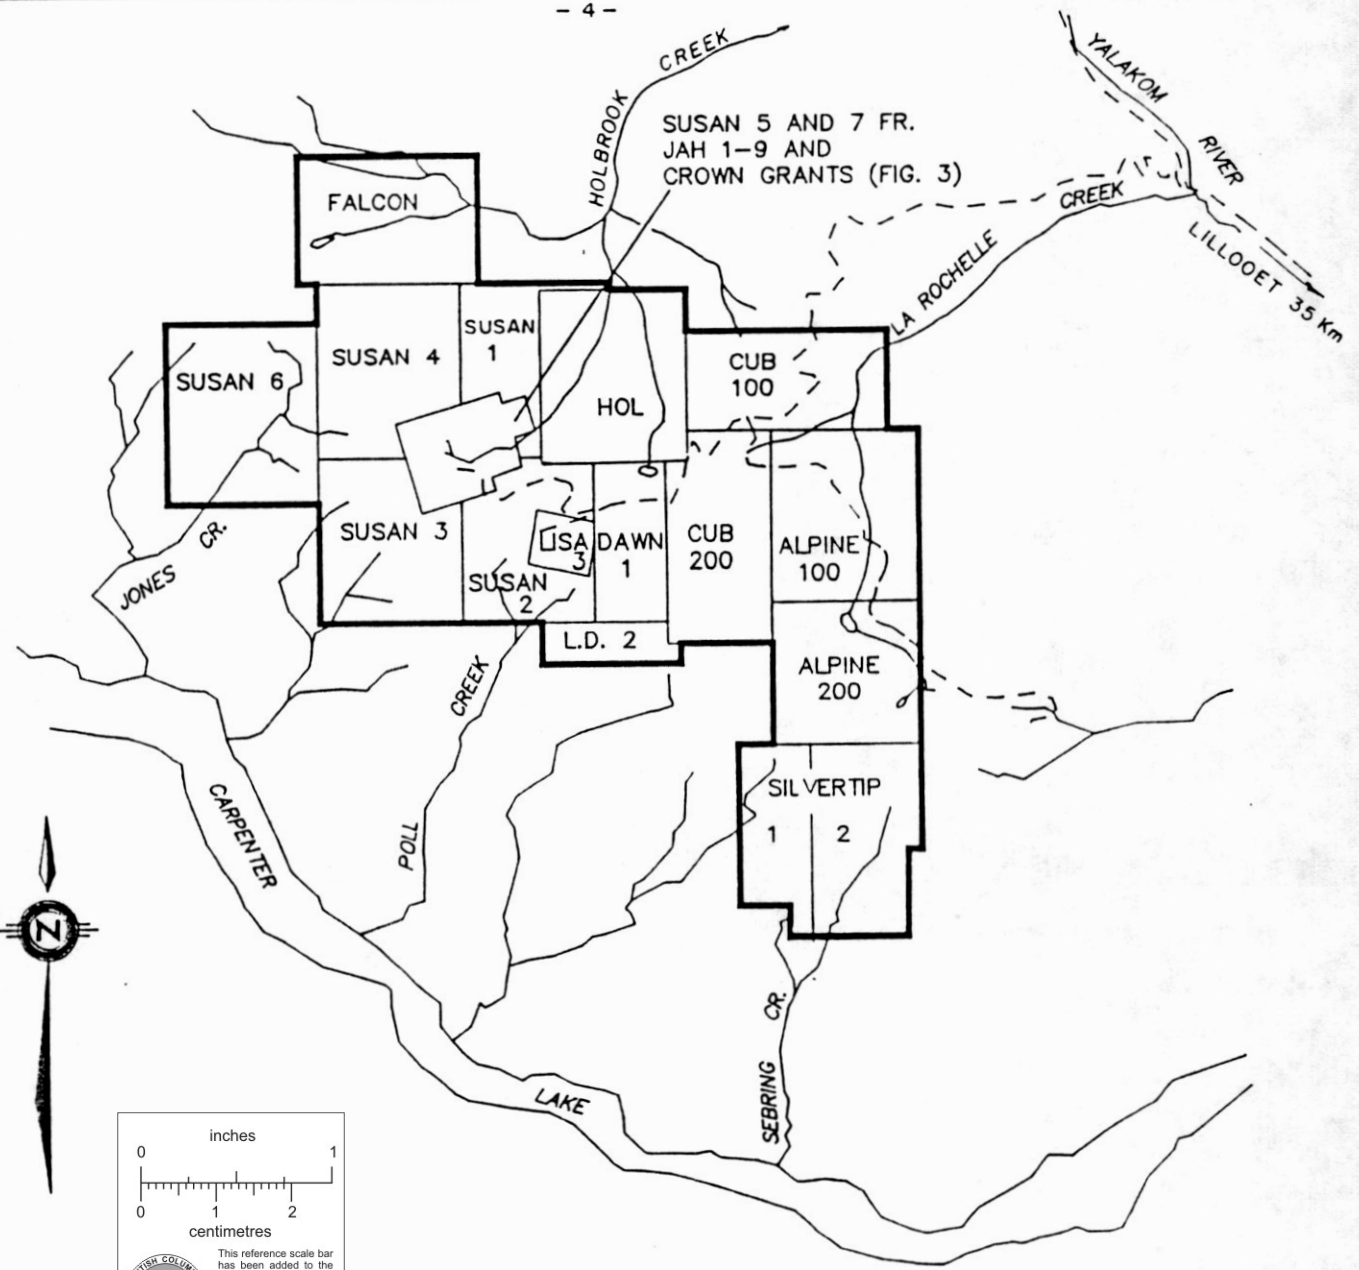 - 4 -
HOLBROOK CREEK
YALAKOM RIVER
SUSAN 5 AND 7 FR.
JAH 1-9 AND
CROWN GRANTS (FIG. 3)
FALCON
LA ROCHELLE CREEK
LILLOOET 35 Km
SUSAN
1
SUSAN 4
SUSAN 6
CUB
100
HOL
SUSAN 3
LISA
3
DAWN
1
CUB
200
ALPINE
100
SUSAN
2
JONES CR.
L.D. 2
ALPINE
200
POLL CREEK
SILVERTIP
1 2
CARPENTER LAKE
N
SEBRING CR.
inches
0 1
0 1 2
centimetres
This reference scale bar
has been added to the